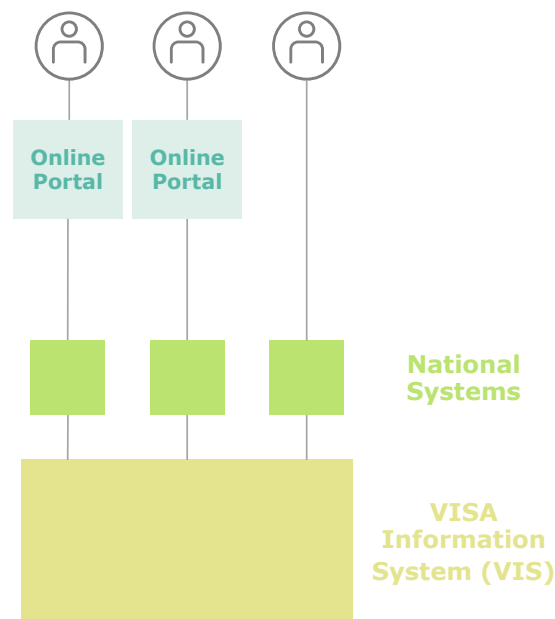 Online
Portal
Online
Portal
National
Systems
VISA
Information
System (VIS)